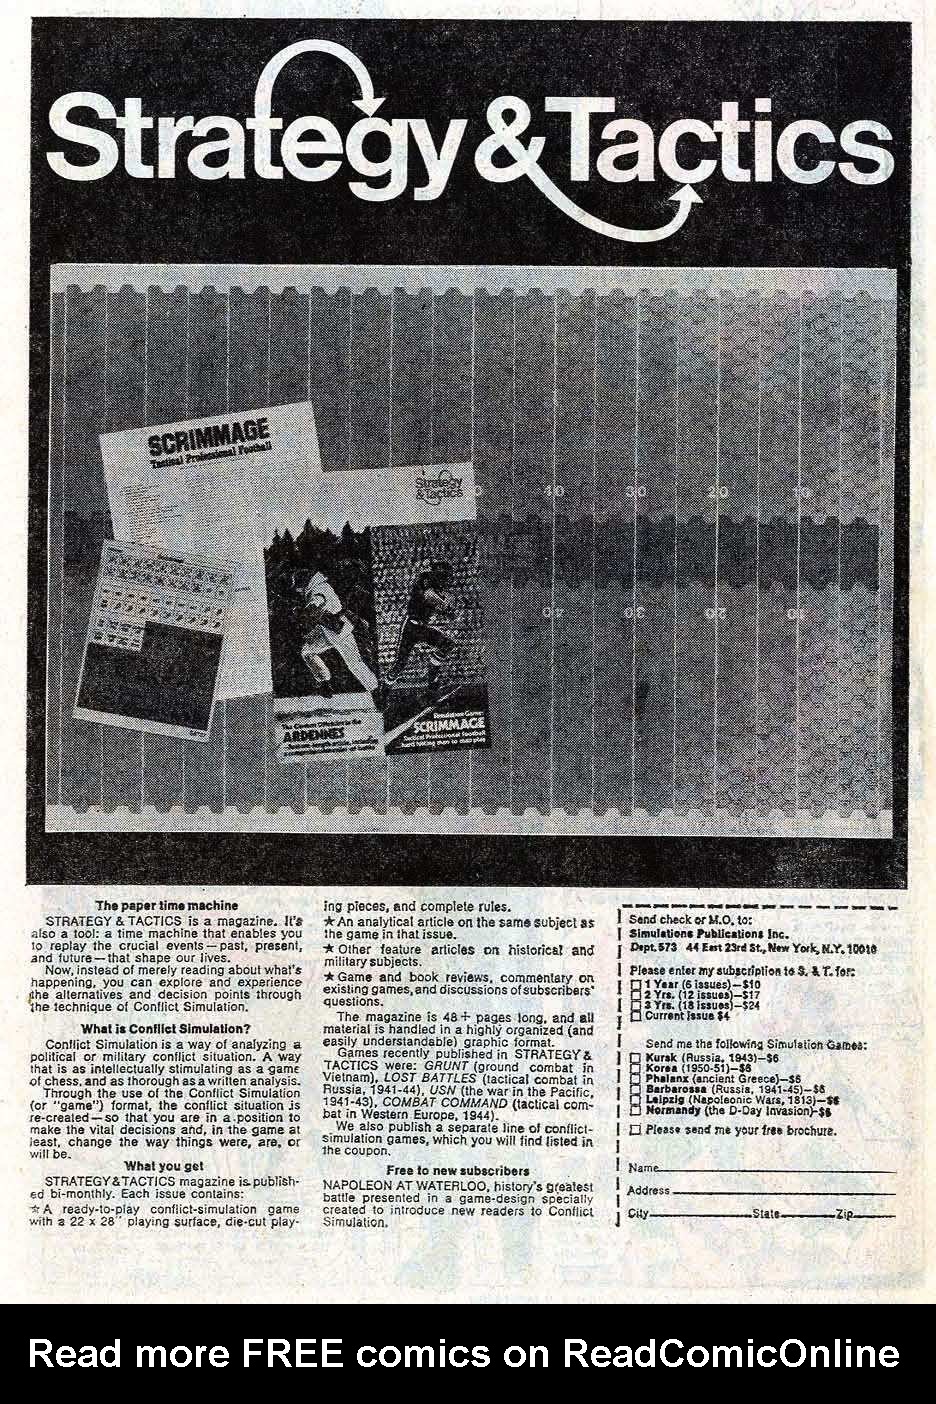 Strategy & Tactics
SCRIMMAGE
Tactical Professional Football
Strategy
& Tactics
0 40 30 20 10
40 30 20 10
ARDENNES
Simulation Game:
SCRIMMAGE
Tactical Professional Football
...hard hitting man to man play
The paper time machine
STRATEGY & TACTICS is a magazine. It's
also a tool: a time machine that enables you
to replay the crucial events—past, present,
and future—that shape our lives.
Now, instead of merely reading about what's
happening, you can explore and experience
the alternatives and decision points through
the technique of Conflict Simulation.
What is Conflict Simulation?
Conflict Simulation is a way of analyzing a
political or military conflict situation. A way
that is as intellectually stimulating as a game
of chess, and as thorough as a written analysis.
Through the use of the Conflict Simulation
(or "game") format, the conflict situation is
re-created—so that you are in a position to
make the vital decisions and, in the game at
least, change the way things were, are, or
will be.
What you get
STRATEGY & TACTICS magazine is publish-
ed bi-monthly. Each issue contains:
★ A ready-to-play conflict-simulation game
with a 22 x 28" playing surface, die-cut play-
ing pieces, and complete rules.
★ An analytical article on the same subject as
the game in that issue.
★ Other feature articles on historical and
military subjects.
★ Game and book reviews, commentary on
existing games, and discussions of subscribers'
questions.
The magazine is 48+ pages long, and all
material is handled in a highly organized (and
easily understandable) graphic format.
Games recently published in STRATEGY &
TACTICS were: GRUNT (ground combat in
Vietnam), LOST BATTLES (tactical combat in
Russia, 1941-44), USN (the war in the Pacific,
1941-43), COMBAT COMMAND (tactical com-
bat in Western Europe, 1944).
We also publish a separate line of conflict-
simulation games, which you will find listed in
the coupon.
Free to new subscribers
NAPOLEON AT WATERLOO, history's greatest
battle presented in a game-design specially
created to introduce new readers to Conflict
Simulation.
Send check or M.O. to:
Simulations Publications Inc.
Dept. 573 44 East 23rd St., New York, N.Y. 10010
Please enter my subscription to S. & T. for:
1 Year (6 issues)—$10
2 Yrs. (12 issues)—$17
3 Yrs. (18 issues)—$24
Current Issue $4
Send me the following Simulation Games:
Kursk (Russia, 1943)—$6
Korea (1950-51)—$6
Phalanx (ancient Greece)—$6
Barbarossa (Russia, 1941-45)—$6
Leipzig (Napoleonic Wars, 1813)—$6
Normandy (the D-Day Invasion)—$6
Please send me your free brochure.
Name
Address
City State Zip
Read more FREE comics on ReadComicOnline